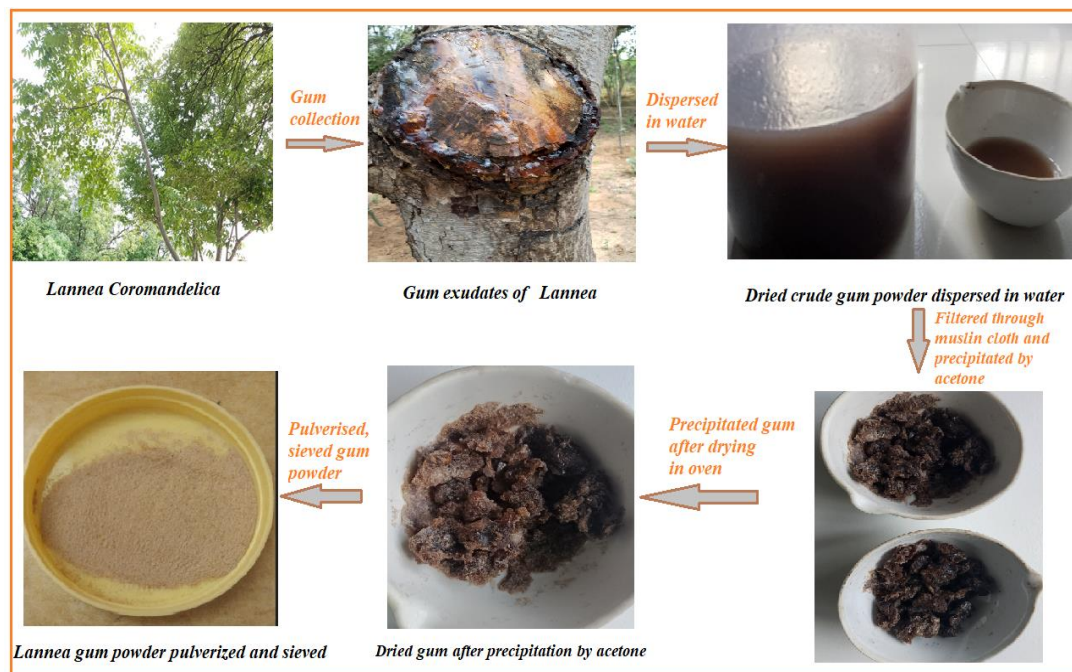 Gum
collection
Dispersed
in water
Lannea Coromandelica
Gum exudates of Lannea
Dried crude gum powder dispersed in water
Filtered through
muslin cloth and
precipitated by
acetone
Precipitated gum
after drying
in oven
Pulverised,
sieved gum
powder
Lannea gum powder pulverized and sieved
Dried gum after precipitation by acetone